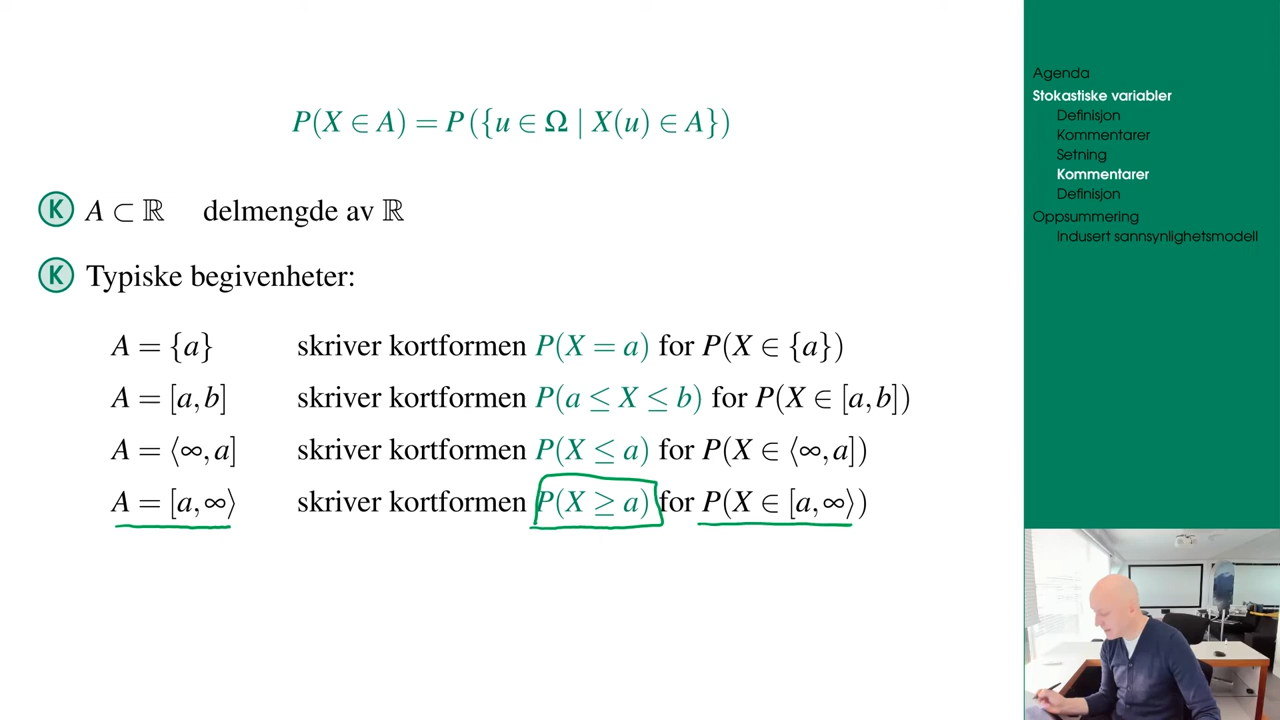 P(X ∈ A) = P({u ∈ Ω | X(u) ∈ A})
K A ⊂ ℝ delmengde av ℝ
K Typiske begivenheter:
A = {a} skriver kortformen P(X = a) for P(X ∈ {a})
A = [a, b] skriver kortformen P(a ≤ X ≤ b) for P(X ∈ [a, b])
A = ⟨∞, a] skriver kortformen P(X ≤ a) for P(X ∈ ⟨∞, a])
A = [a, ∞⟩ skriver kortformen P(X ≥ a) for P(X ∈ [a, ∞⟩)
Agenda
Stokastiske variabler
Definisjon
Kommentarer
Setning
Kommentarer
Definisjon
Oppsummering
Indusert sannsynlighetsmodell